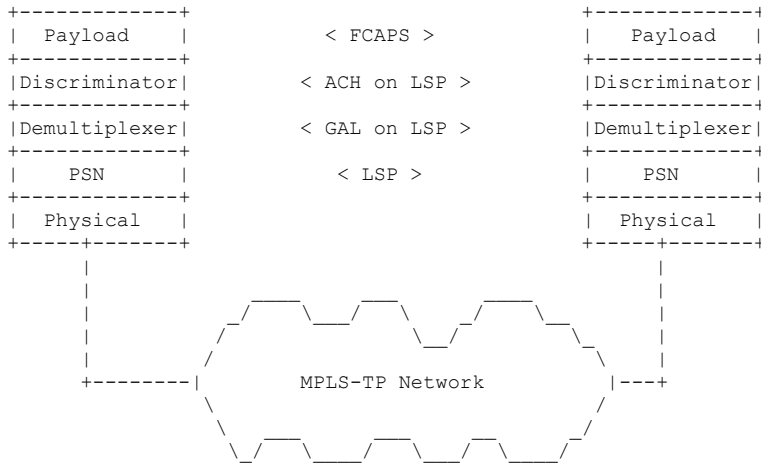 Payload < FCAPS > Payload
Discriminator < ACH on LSP > Discriminator
Demultiplexer < GAL on LSP > Demultiplexer
PSN < LSP > PSN
Physical Physical
MPLS-TP Network